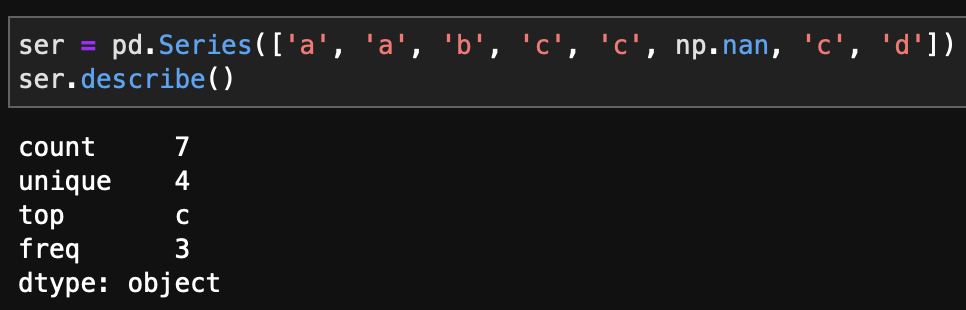 ser = pd.Series(['a', 'a', 'b', 'c', 'c', np.nan, 'c', 'd'])
ser.describe()
count     7
unique    4
top       c
freq      3
dtype: object